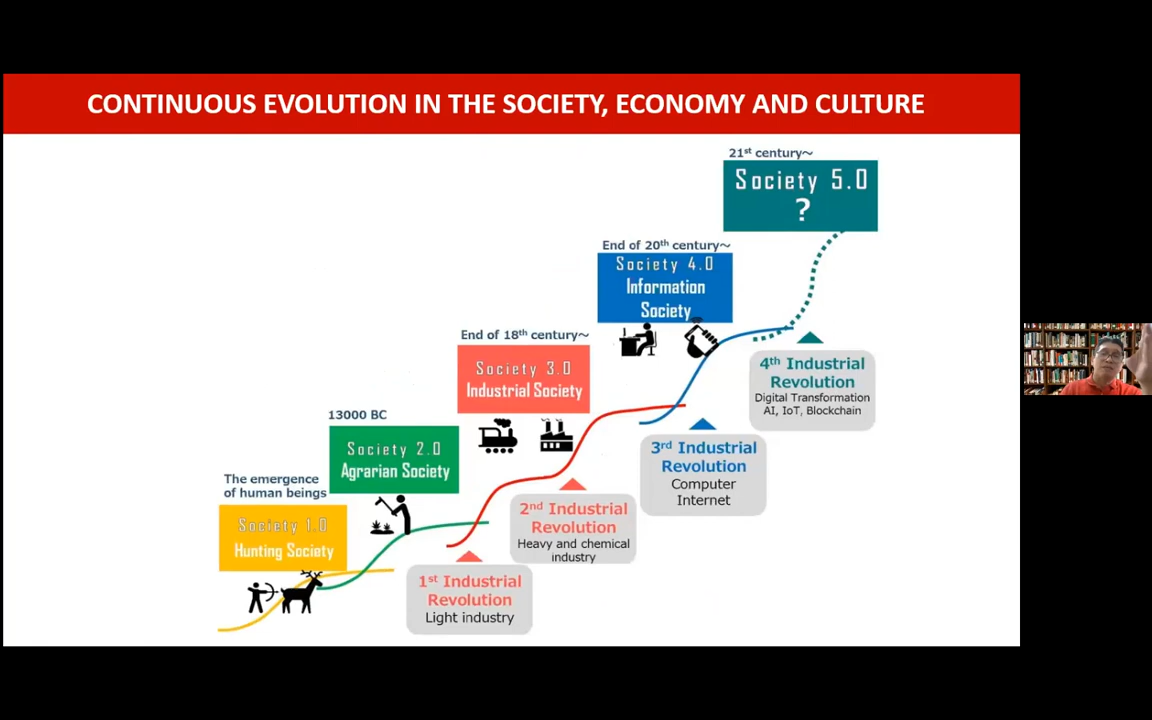 CONTINUOUS EVOLUTION IN THE SOCIETY, ECONOMY AND CULTURE
21st century~
Society 5.0
?
End of 20th century~
Society 4.0
Information
Society
End of 18th century~
Society 3.0
Industrial Society
13000 BC
Society 2.0
Agrarian Society
The emergence
of human beings
Society 1.0
Hunting Society
1st Industrial
Revolution
Light industry
2nd Industrial
Revolution
Heavy and chemical
industry
3rd Industrial
Revolution
Computer
Internet
4th Industrial
Revolution
Digital Transformation
AI, IoT, Blockchain